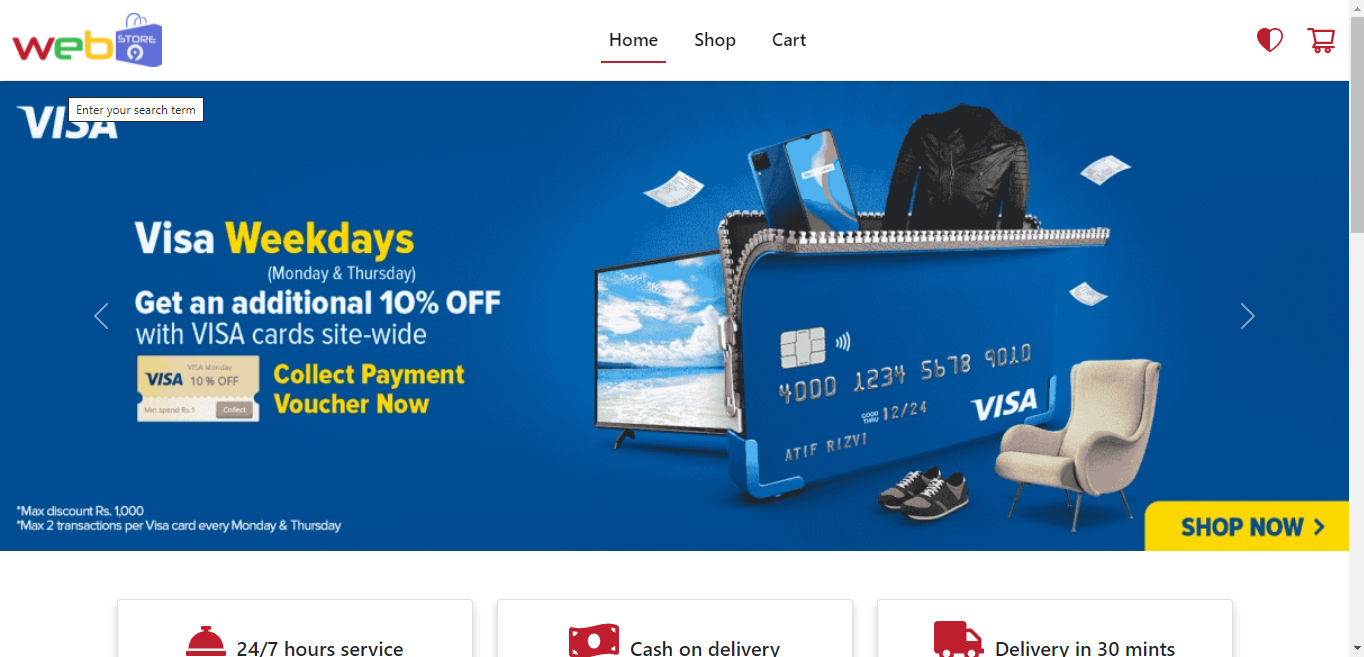 web STORE
Home Shop Cart
Enter your search term
VISA
Visa Weekdays
(Monday & Thursday)
Get an additional 10% OFF
with VISA cards site-wide
VISA VISA Monday
10% OFF
Min.spend Rs.1 Collect
Collect Payment
Voucher Now
4000 1234 5678 9010
GOOD THRU 12/24
VISA
ATIF RIZVI
*Max discount Rs. 1,000
*Max 2 transactions per Visa card every Monday & Thursday
SHOP NOW >
24/7 hours service
Cash on delivery
Delivery in 30 mints